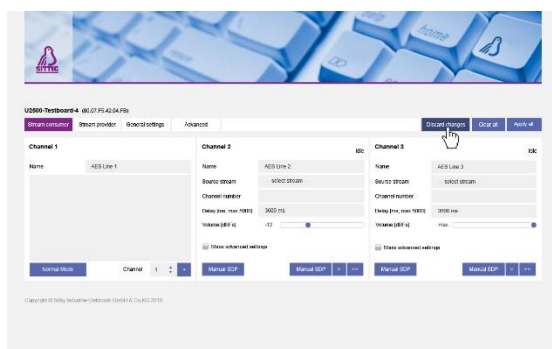 SITTIG
help
home
U2600-Testboard-4 (80.07.F5.42.04.FB)
Stream consumer Stream provider General settings Advanced Discard changes Clear all Apply all
Channel 1 Channel 2 Idle Channel 3 Idle
Name AES Line 1 Name AES Line 2 Name AES Line 3
Source stream -- select stream -- Source stream -- select stream --
Channel number Channel number
Delay [ms, max 5000] 3600 ms Delay [ms, max 5000] 3600 ms
Volume [dBFs] -12 Volume [dBFs] max
Show advanced settings Show advanced settings
Normal Mode Channel 1 Manual SDP Manual SDP > >> Manual SDP Manual SDP > >>
Copyright © Sittig Industrie-Elektronik GmbH & Co KG 2019